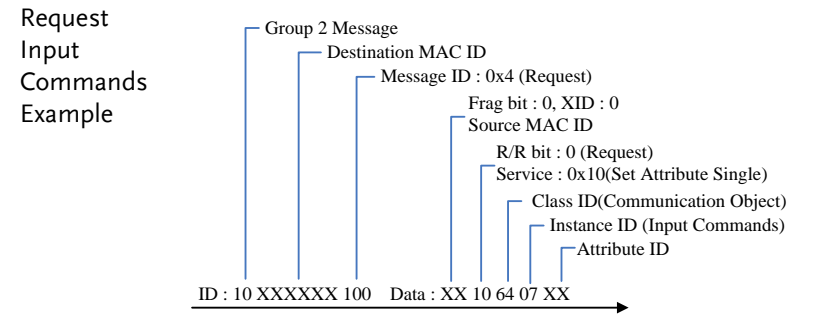 Request
Input
Commands
Example
Group 2 Message
Destination MAC ID
Message ID : 0x4 (Request)
Frag bit : 0, XID : 0
Source MAC ID
R/R bit : 0 (Request)
Service : 0x10(Set Attribute Single)
Class ID(Communication Object)
Instance ID (Input Commands)
Attribute ID
ID : 10 XXXXXX 100 Data : XX 10 64 07 XX